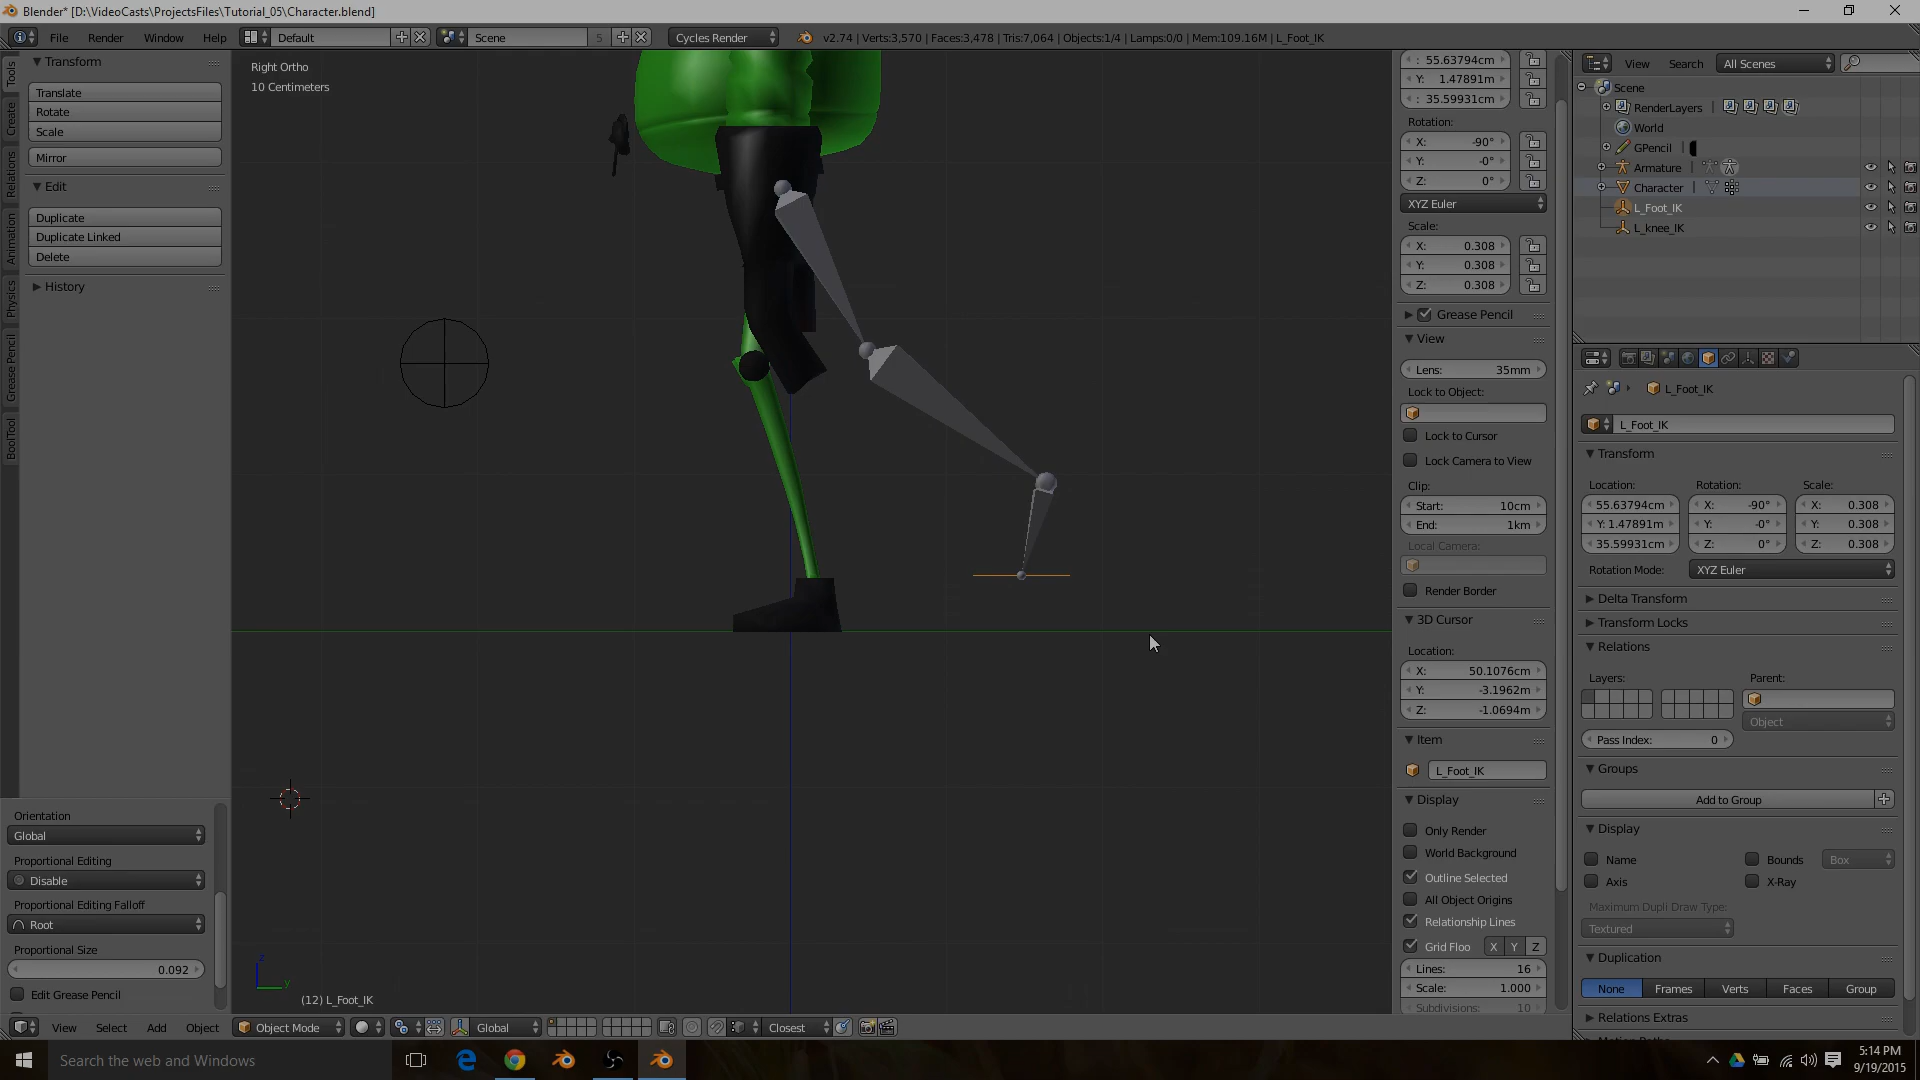 Blender* [D:\VideoCasts\ProjectsFiles\Tutorial_05\Character.blend]
File Render Window Help Default Scene 5 Cycles Render v2.74 | Verts:3,570 | Faces:3,478 | Tris:7,064 | Objects:1/4 | Lamps:0/0 | Mem:109.16M | L_Foot_IK
Tools
Create
Relations
Animation
Physics
Grease Pencil
BoolTool
Transform
Translate
Rotate
Scale
Mirror
Edit
Duplicate
Duplicate Linked
Delete
History
Orientation
Global
Proportional Editing
Disable
Proportional Editing Falloff
Root
Proportional Size
0.092
Edit Grease Pencil
Right Ortho
10 Centimeters
z
y
(12) L_Foot_IK
View Select Add Object Object Mode Global Closest
: 55.63794cm
Y: 1.47891m
: 35.59931cm
Rotation:
X: -90°
Y: -0°
Z: 0°
XYZ Euler
Scale:
X: 0.308
Y: 0.308
Z: 0.308
Grease Pencil
View
Lens: 35mm
Lock to Object:
Lock to Cursor
Lock Camera to View
Clip:
Start: 10cm
End: 1km
Local Camera:
Render Border
3D Cursor
Location:
X: 50.1076cm
Y: -3.1962m
Z: -1.0694m
Item
L_Foot_IK
Display
Only Render
World Background
Outline Selected
All Object Origins
Relationship Lines
Grid Floo X Y Z
Lines: 16
Scale: 1.000
Subdivisions: 10
View Search All Scenes
Scene
RenderLayers |
World
GPencil |
Armature |
Character |
L_Foot_IK
L_knee_IK
L_Foot_IK
L_Foot_IK
Transform
Location: Rotation: Scale:
55.63794cm X: -90° X: 0.308
Y: 1.47891m Y: -0° Y: 0.308
35.59931cm Z: 0° Z: 0.308
Rotation Mode: XYZ Euler
Delta Transform
Transform Locks
Relations
Layers: Parent:
Object
Pass Index: 0
Groups
Add to Group
Display
Name Bounds Box
Axis X-Ray
Maximum Dupli Draw Type:
Textured
Duplication
None Frames Verts Faces Group
Relations Extras
Motion Paths
Search the web and Windows
5:14 PM
9/19/2015